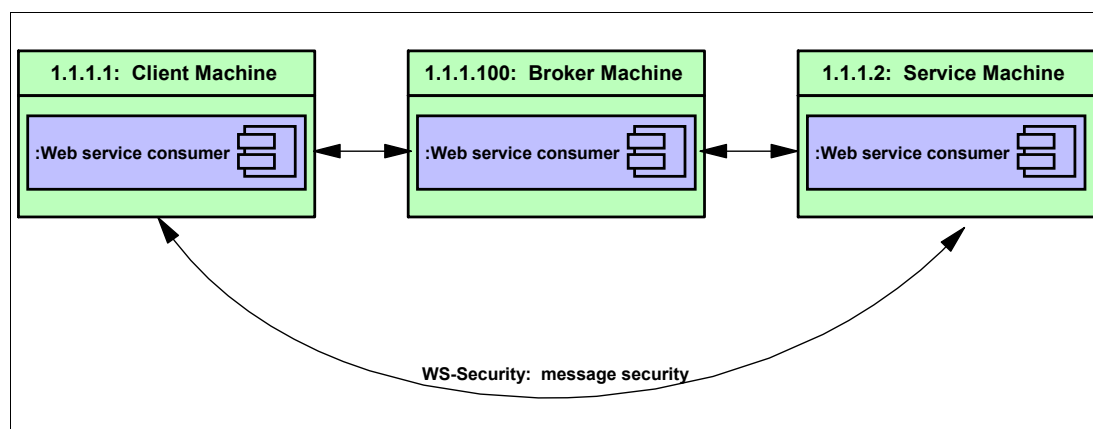 1.1.1.1:  Client Machine
1.1.1.100:  Broker Machine
1.1.1.2:  Service Machine
:Web service consumer
:Web service consumer
:Web service consumer
WS-Security:  message security